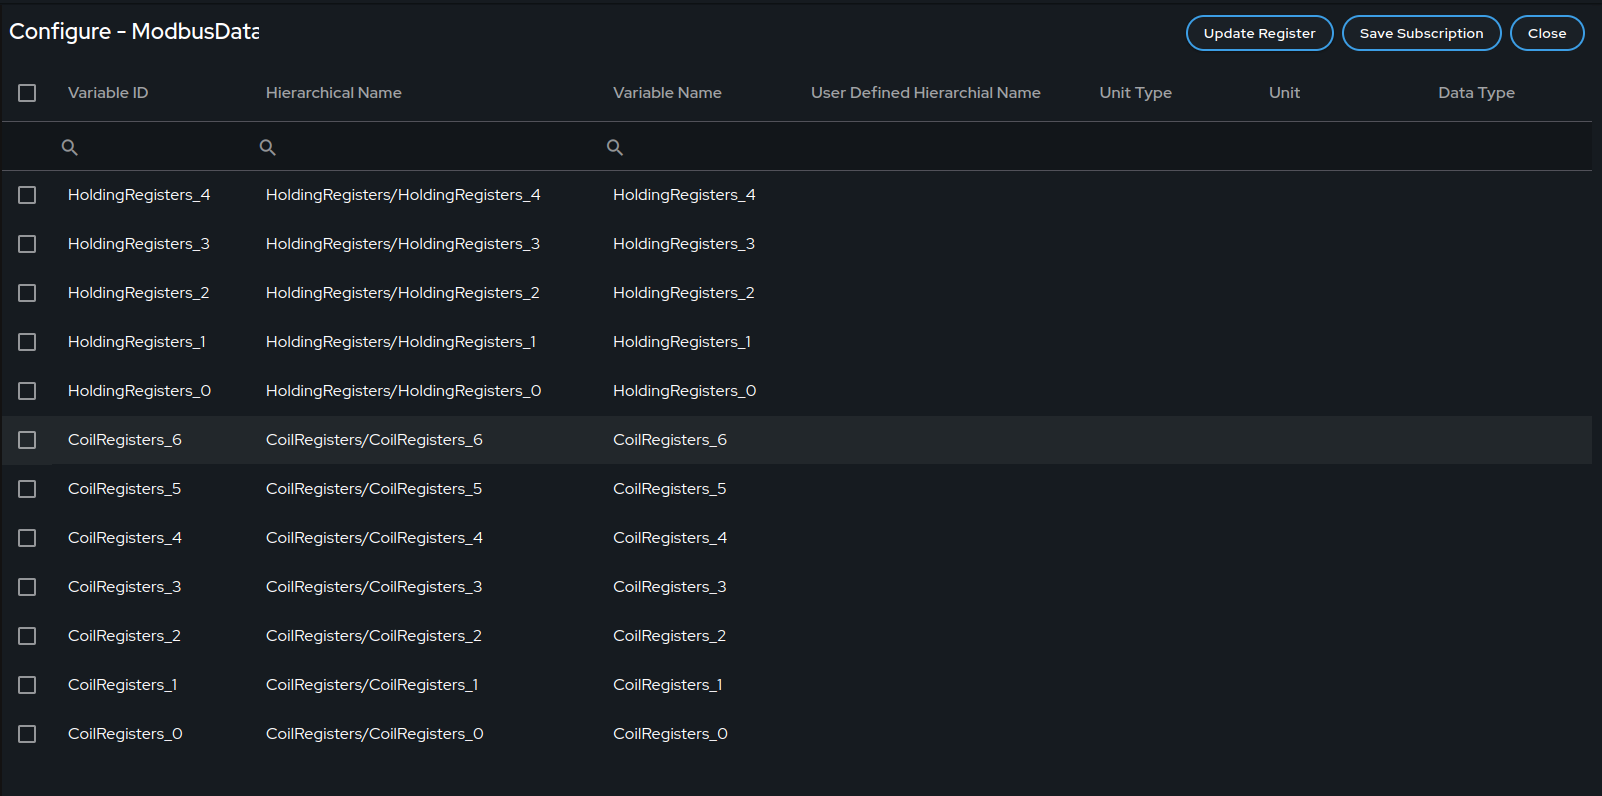 Configure - ModbusData
Update Register
Save Subscription
Close
Variable ID Hierarchical Name Variable Name User Defined Hierarchial Name Unit Type Unit Data Type
HoldingRegisters_4 HoldingRegisters/HoldingRegisters_4 HoldingRegisters_4
HoldingRegisters_3 HoldingRegisters/HoldingRegisters_3 HoldingRegisters_3
HoldingRegisters_2 HoldingRegisters/HoldingRegisters_2 HoldingRegisters_2
HoldingRegisters_1 HoldingRegisters/HoldingRegisters_1 HoldingRegisters_1
HoldingRegisters_0 HoldingRegisters/HoldingRegisters_0 HoldingRegisters_0
CoilRegisters_6 CoilRegisters/CoilRegisters_6 CoilRegisters_6
CoilRegisters_5 CoilRegisters/CoilRegisters_5 CoilRegisters_5
CoilRegisters_4 CoilRegisters/CoilRegisters_4 CoilRegisters_4
CoilRegisters_3 CoilRegisters/CoilRegisters_3 CoilRegisters_3
CoilRegisters_2 CoilRegisters/CoilRegisters_2 CoilRegisters_2
CoilRegisters_1 CoilRegisters/CoilRegisters_1 CoilRegisters_1
CoilRegisters_0 CoilRegisters/CoilRegisters_0 CoilRegisters_0